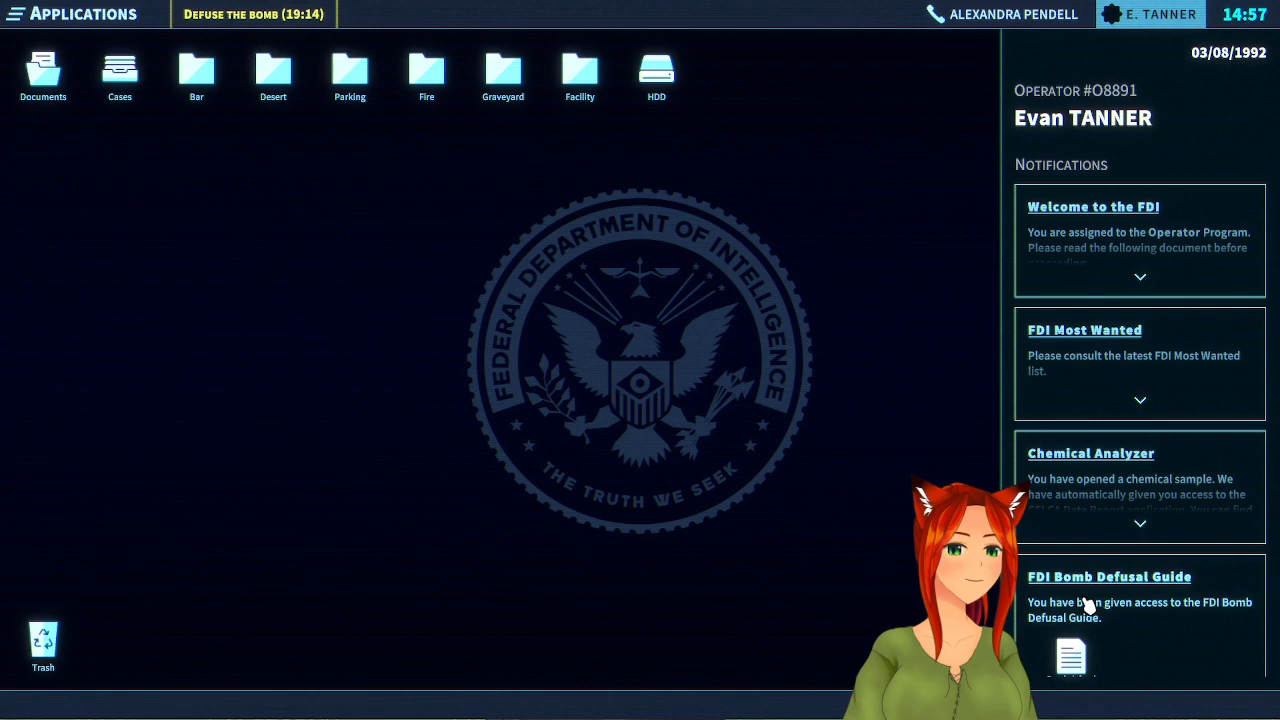 APPLICATIONS
DEFUSE THE BOMB (19:14)
ALEXANDRA PENDELL
E. TANNER
14:57
03/08/1992
Documents
Cases
Bar
Desert
Parking
Fire
Graveyard
Facility
HDD
OPERATOR #O8891
Evan TANNER
NOTIFICATIONS
Welcome to the FDI
You are assigned to the Operator Program.
Please read the following document before
FDI Most Wanted
Please consult the latest FDI Most Wanted
list.
Chemical Analyzer
You have opened a chemical sample. We
have automatically given you access to the
FDI Bomb Defusal Guide
You have been given access to the FDI Bomb
Defusal Guide.
FEDERAL DEPARTMENT OF INTELLIGENCE
THE TRUTH WE SEEK
Trash